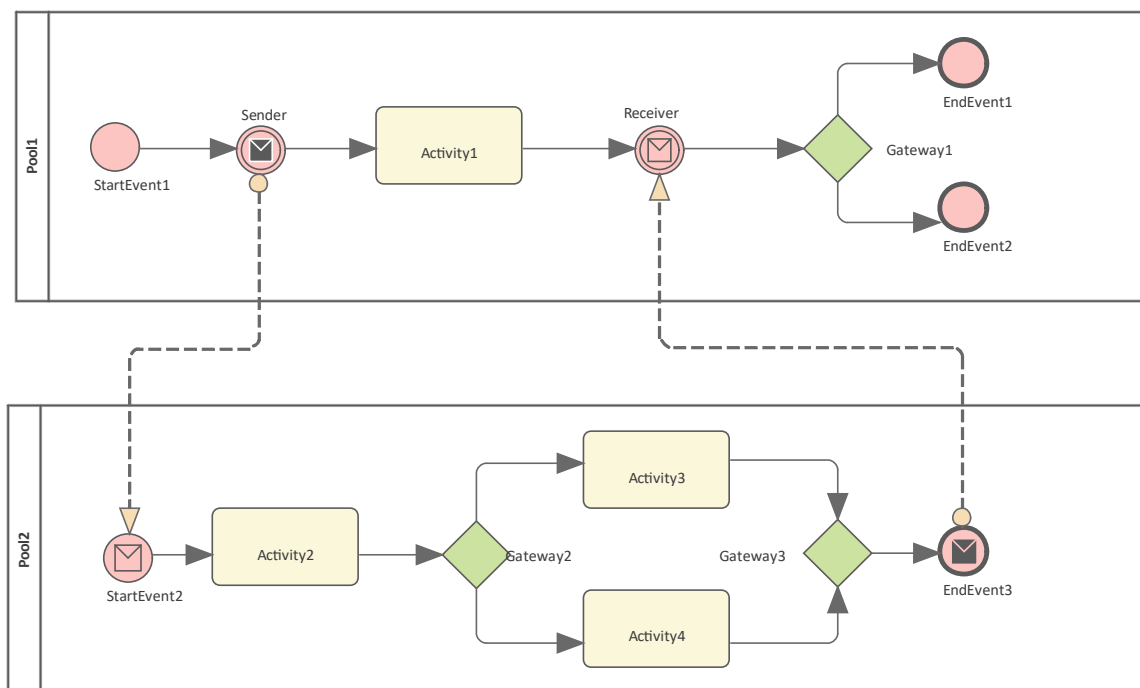 Pool1
StartEvent1
Sender
Activity1
Receiver
Gateway1
EndEvent1
EndEvent2
Pool2
StartEvent2
Activity2
Gateway2
Activity3
Activity4
Gateway3
EndEvent3